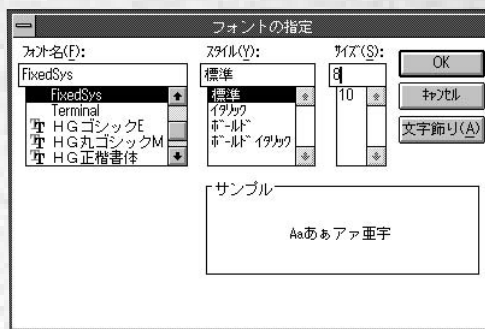 フォントの指定
ﾌｫﾝﾄ名(F):
FixedSys
FixedSys
Terminal
HGゴシックE
HG丸ゴシックM
HG正楷書体
ｽﾀｲﾙ(Y):
標準
標準
ｲﾀﾘｯｸ
ﾎﾞｰﾙﾄﾞ
ﾎﾞｰﾙﾄﾞ ｲﾀﾘｯｸ
ｻｲｽﾞ(S):
8
10
OK
ｷｬﾝｾﾙ
文字飾り(A)
サンプル
Aaあぁアァ亜宇